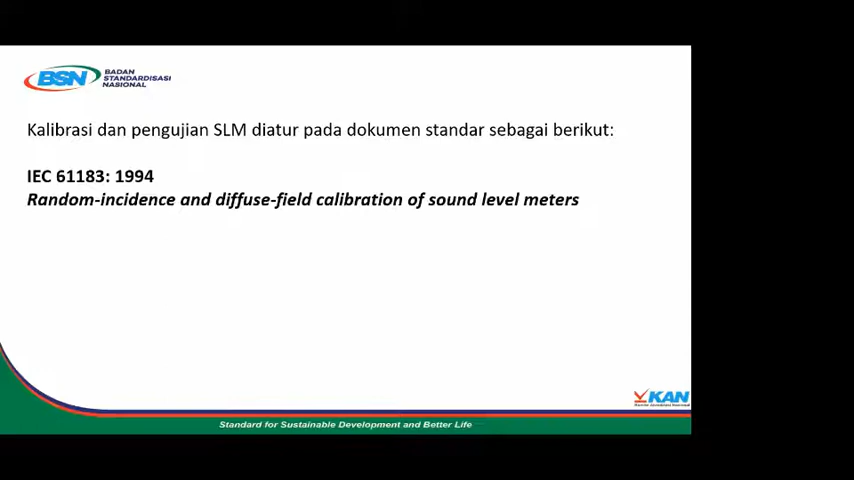 BSN
BADAN
STANDARDISASI
NASIONAL
Kalibrasi dan pengujian SLM diatur pada dokumen standar sebagai berikut:
IEC 61183: 1994
Random-incidence and diffuse-field calibration of sound level meters
KAN
Standard for Sustainable Development and Better Life